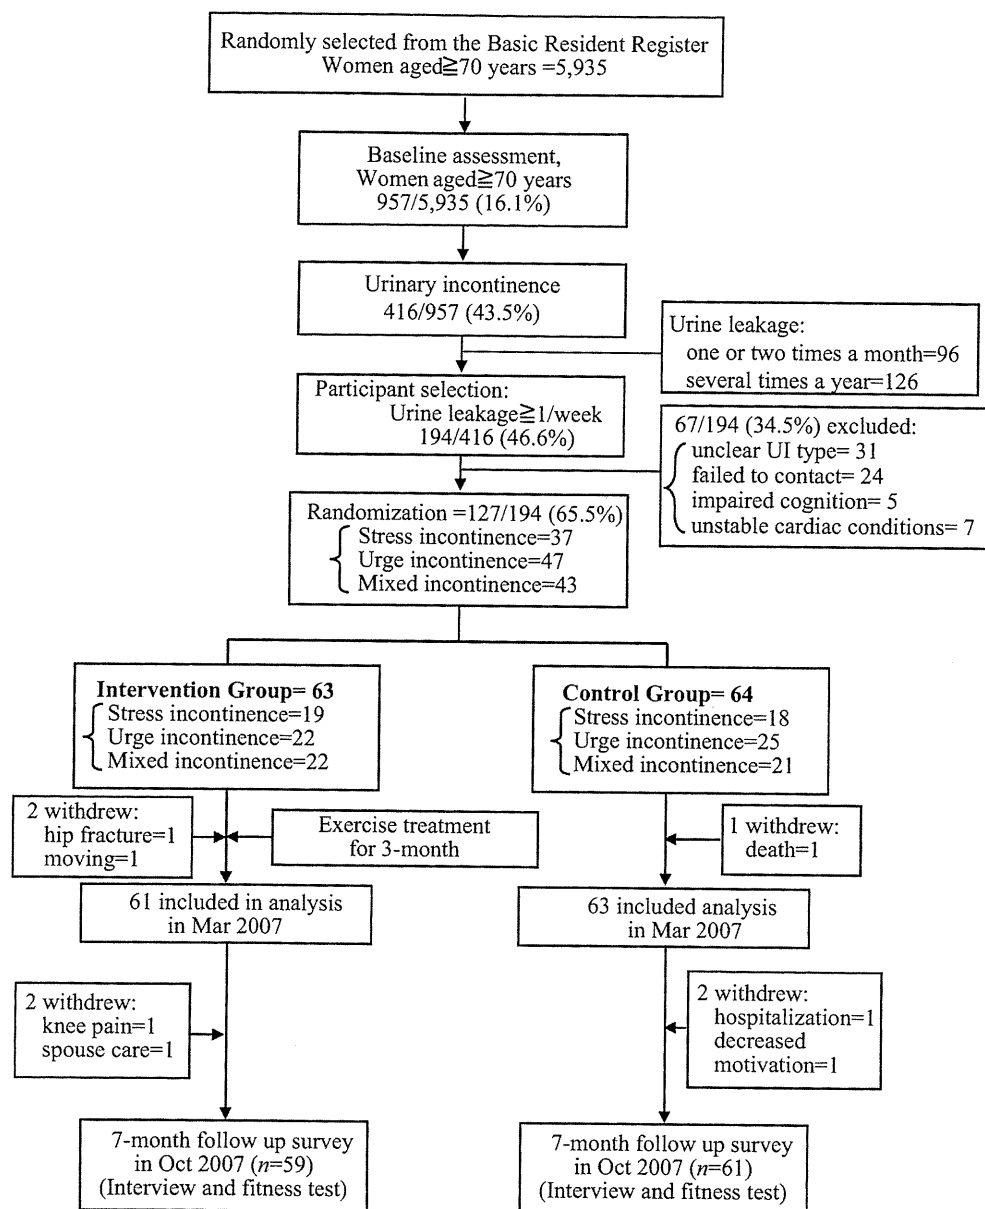 Randomly selected from the Basic Resident Register
Women aged≧70 years =5,935
Baseline assessment,
Women aged≧70 years
957/5,935 (16.1%)
Urinary incontinence
416/957 (43.5%)
Urine leakage:
one or two times a month=96
several times a year=126
Participant selection:
Urine leakage≧1/week
194/416 (46.6%)
67/194 (34.5%) excluded:
unclear UI type= 31
failed to contact= 24
impaired cognition= 5
unstable cardiac conditions= 7
Randomization =127/194 (65.5%)
Stress incontinence=37
Urge incontinence=47
Mixed incontinence=43
Intervention Group= 63
Stress incontinence=19
Urge incontinence=22
Mixed incontinence=22
Control Group= 64
Stress incontinence=18
Urge incontinence=25
Mixed incontinence=21
2 withdrew:
hip fracture=1
moving=1
Exercise treatment
for 3-month
1 withdrew:
death=1
61 included in analysis
in Mar 2007
63 included analysis
in Mar 2007
2 withdrew:
knee pain=1
spouse care=1
2 withdrew:
hospitalization=1
decreased
motivation=1
7-month follow up survey
in Oct 2007 (n=59)
(Interview and fitness test)
7-month follow up survey
in Oct 2007 (n=61)
(Interview and fitness test)